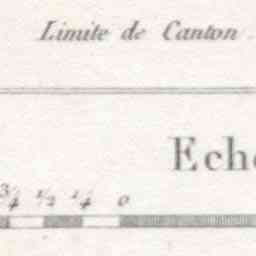 Limite de Canton.
Eche
3/4 1/2 1/4 0